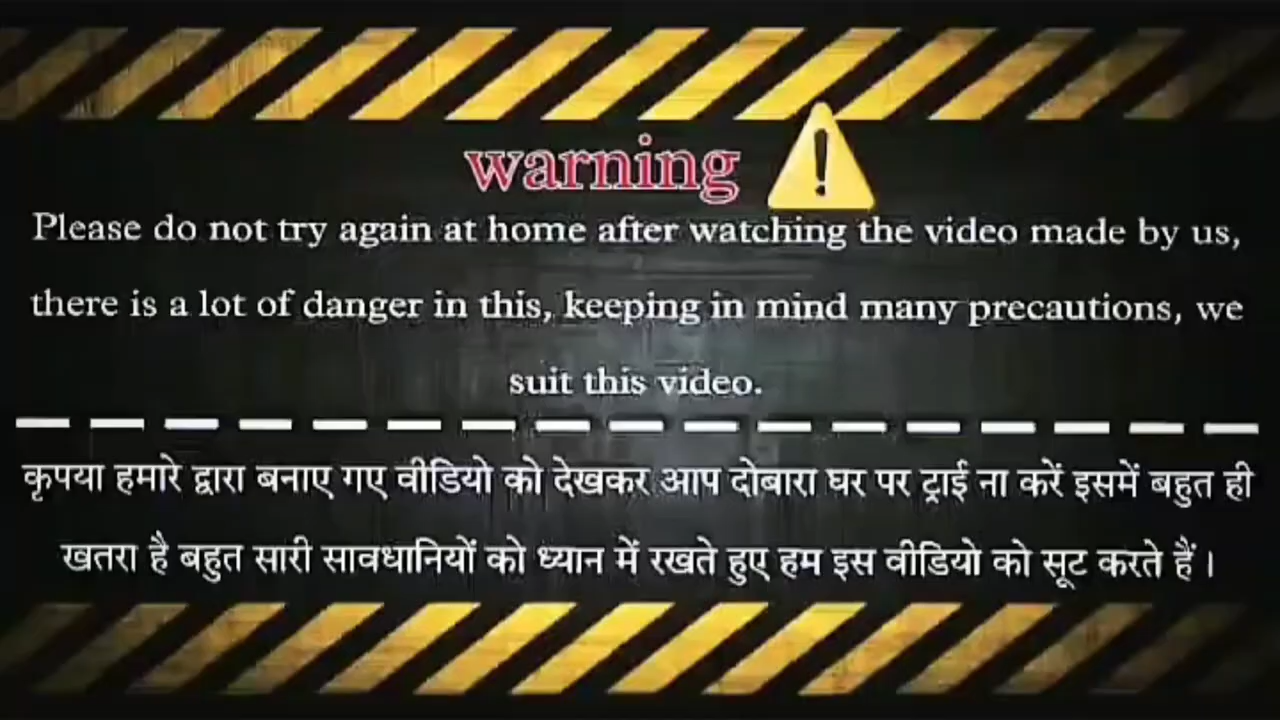 warning
Please do not try again at home after watching the video made by us,
there is a lot of danger in this, keeping in mind many precautions, we
suit this video.
कृपया हमारे द्वारा बनाए गए वीडियो को देखकर आप दोबारा घर पर ट्राई ना करें इसमें बहुत ही
खतरा है बहुत सारी सावधानियों को ध्यान में रखते हुए हम इस वीडियो को सूट करते हैं।